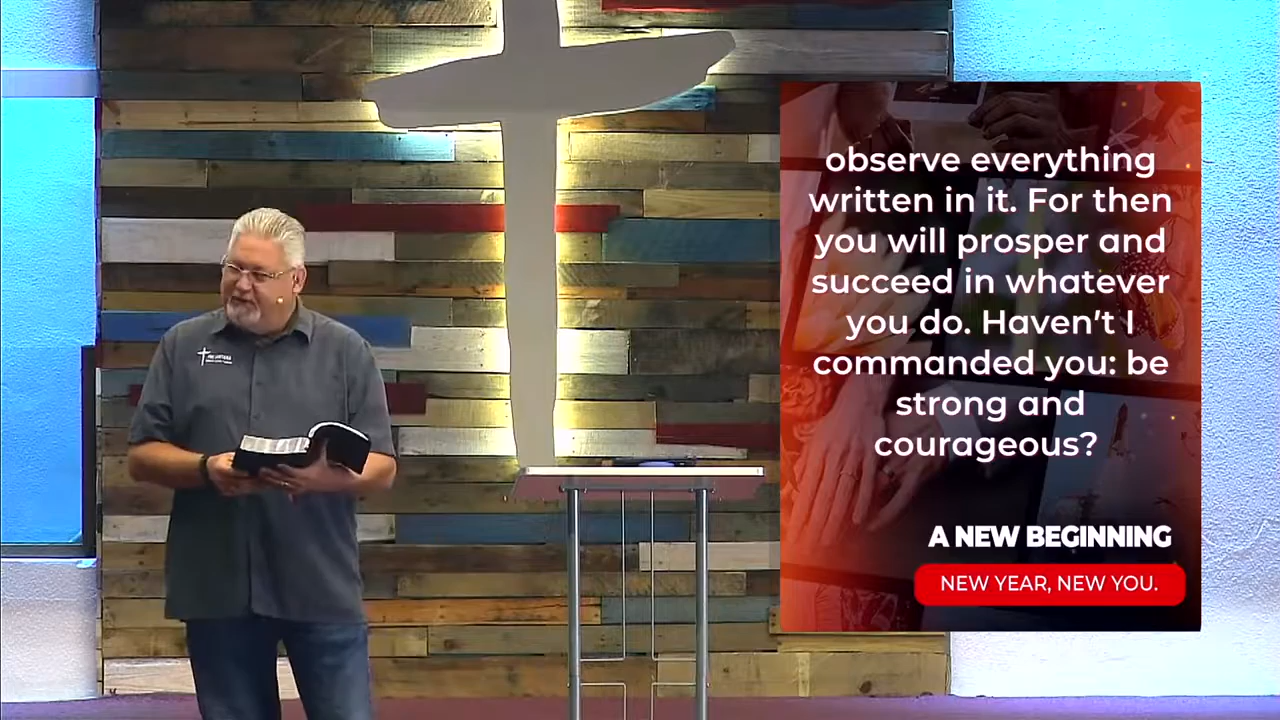 observe everything
written in it. For then
you will prosper and
succeed in whatever
you do. Haven't I
commanded you: be
strong and
courageous?
A NEW BEGINNING
NEW YEAR, NEW YOU.